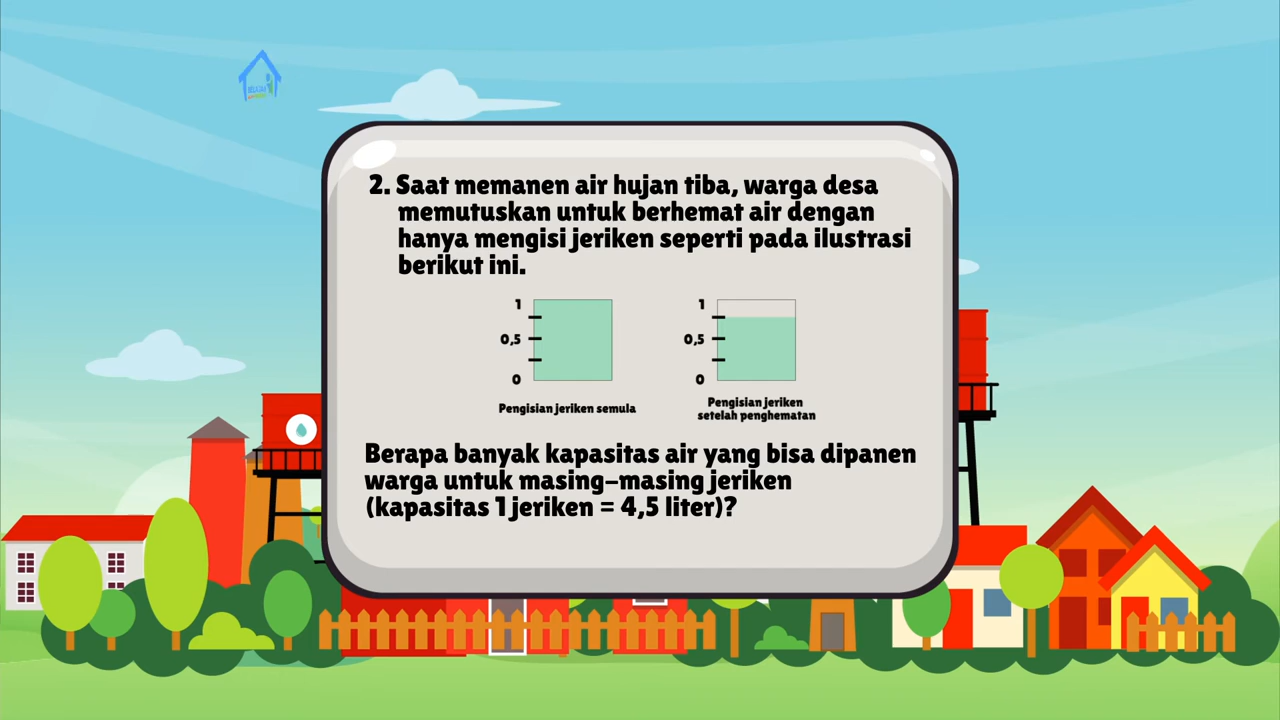 2. Saat memanen air hujan tiba, warga desa
memutuskan untuk berhemat air dengan
hanya mengisi jeriken seperti pada ilustrasi
berikut ini.
1
0,5
0
Pengisian jeriken semula
1
0,5
0
Pengisian jeriken
setelah penghematan
Berapa banyak kapasitas air yang bisa dipanen
warga untuk masing-masing jeriken
(kapasitas 1 jeriken = 4,5 liter)?